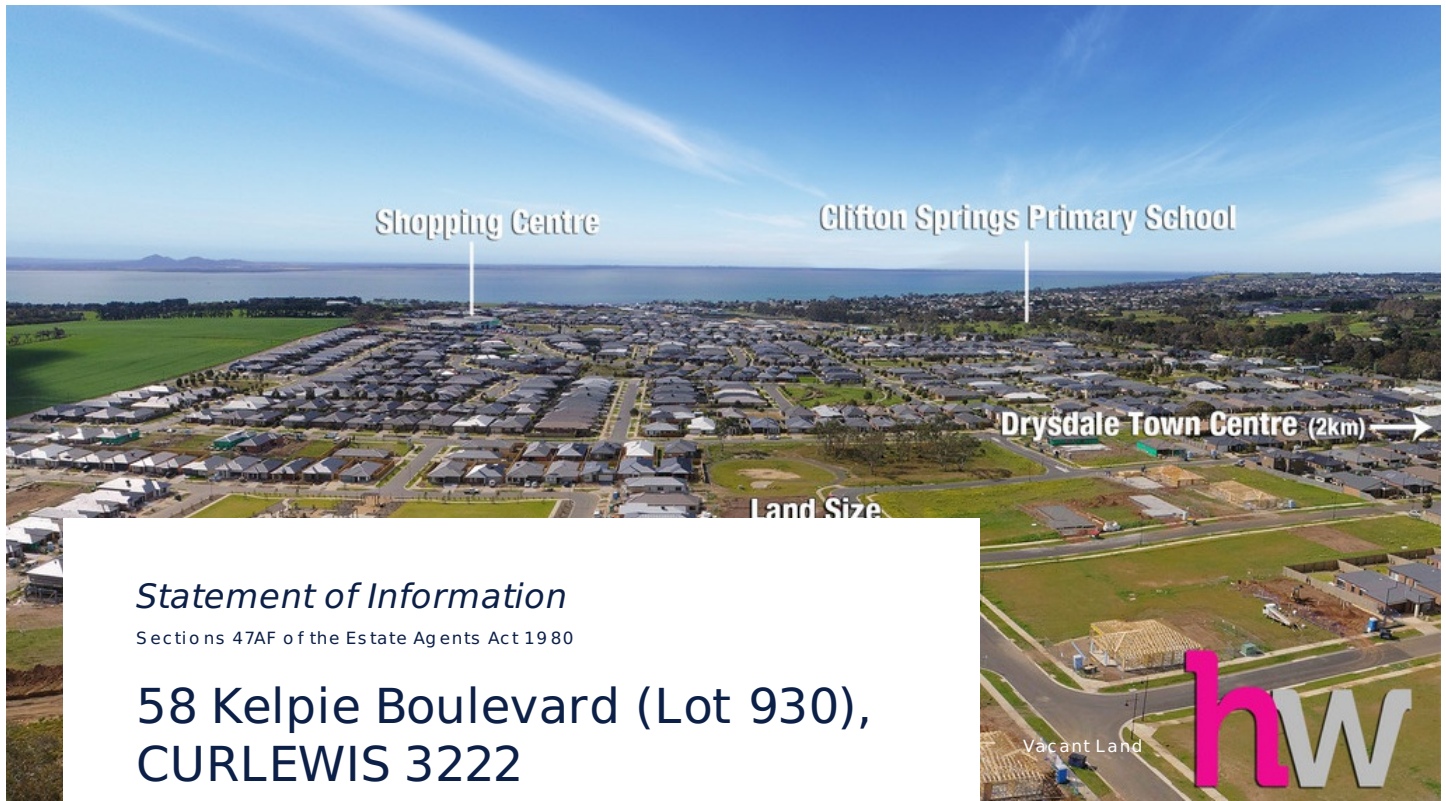 Shopping Centre
Clifton Springs Primary School
Drysdale Town Centre (2km)
Land Size
Statement of Information
Sections 47AF of the Estate Agents Act 1980
58 Kelpie Boulevard (Lot 930),
CURLEWIS 3222
Vacant Land
hw